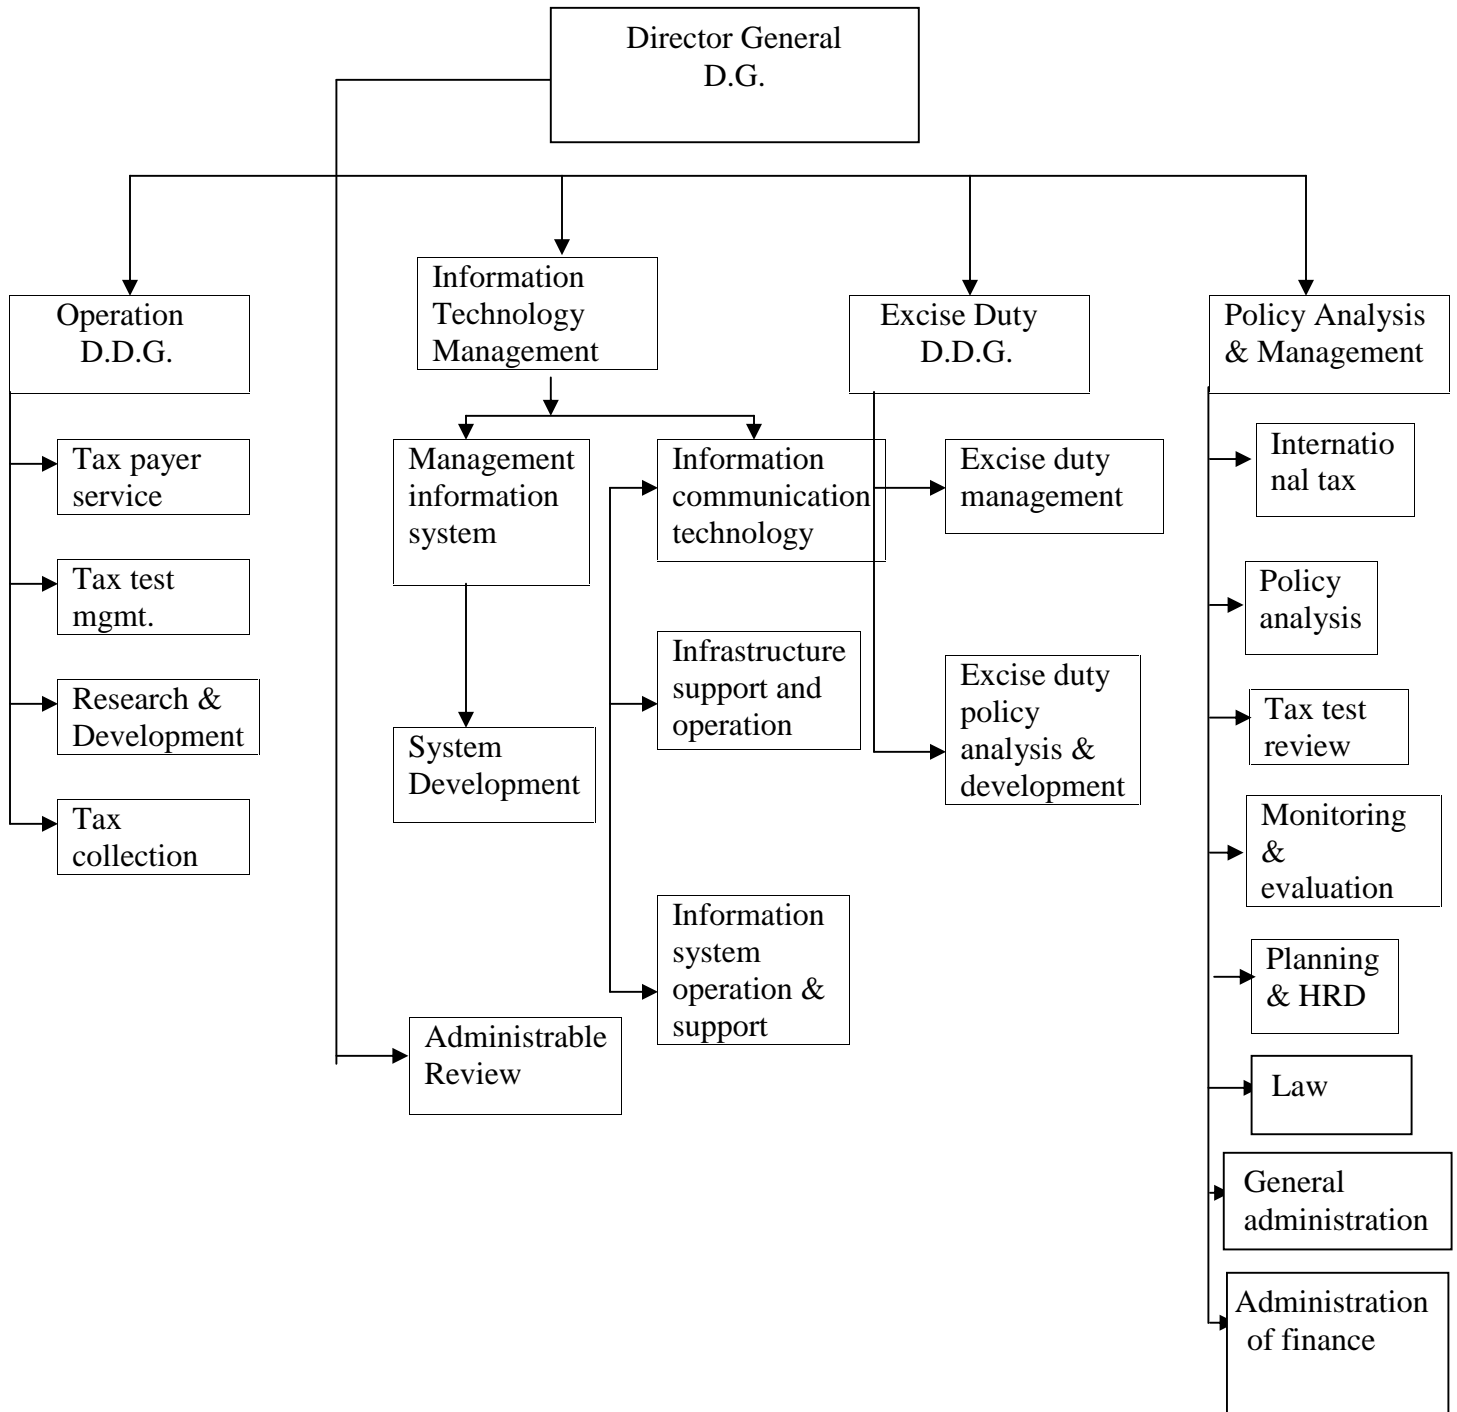 Director General
D.G.
Information
Technology
Management
Operation
D.D.G.
Excise Duty
D.D.G.
Policy Analysis
& Management
Tax payer
service
Tax test
mgmt.
Research &
Development
Tax
collection
Management
information
system
System
Development
Information
communication
technology
Infrastructure
support and
operation
Information
system
operation &
support
Administrable
Review
Excise duty
management
Excise duty
policy
analysis &
development
Internatio
nal tax
Policy
analysis
Tax test
review
Monitoring
&
evaluation
Planning
& HRD
Law
General
administration
Administration
of finance